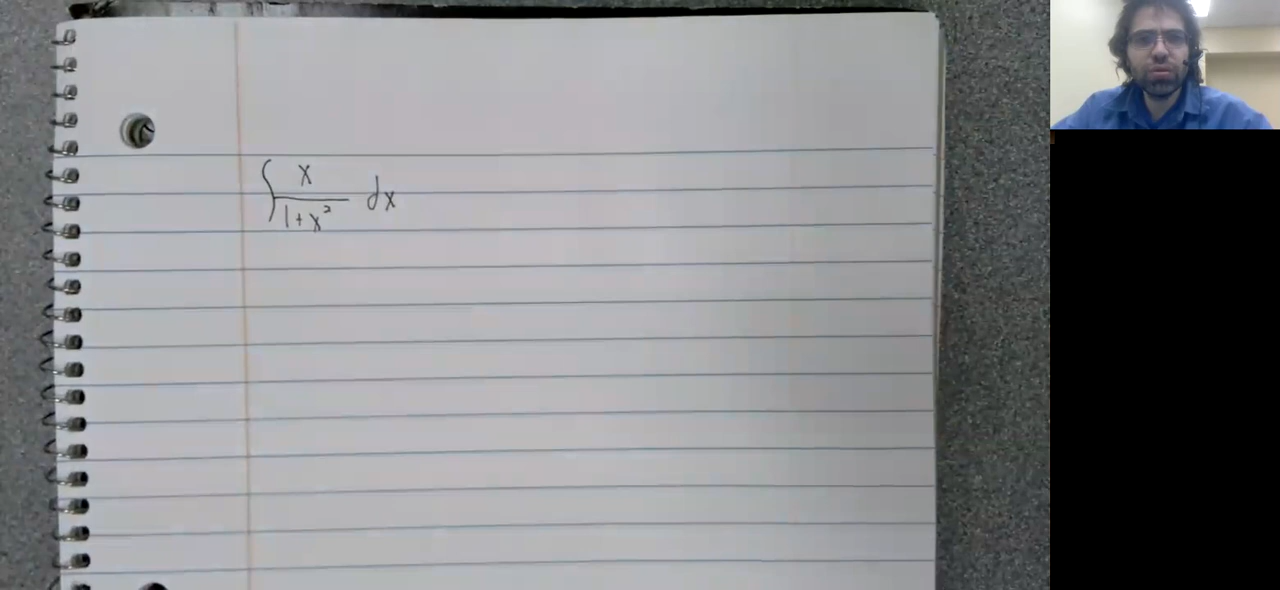 ∫ x/(1+x²) dx